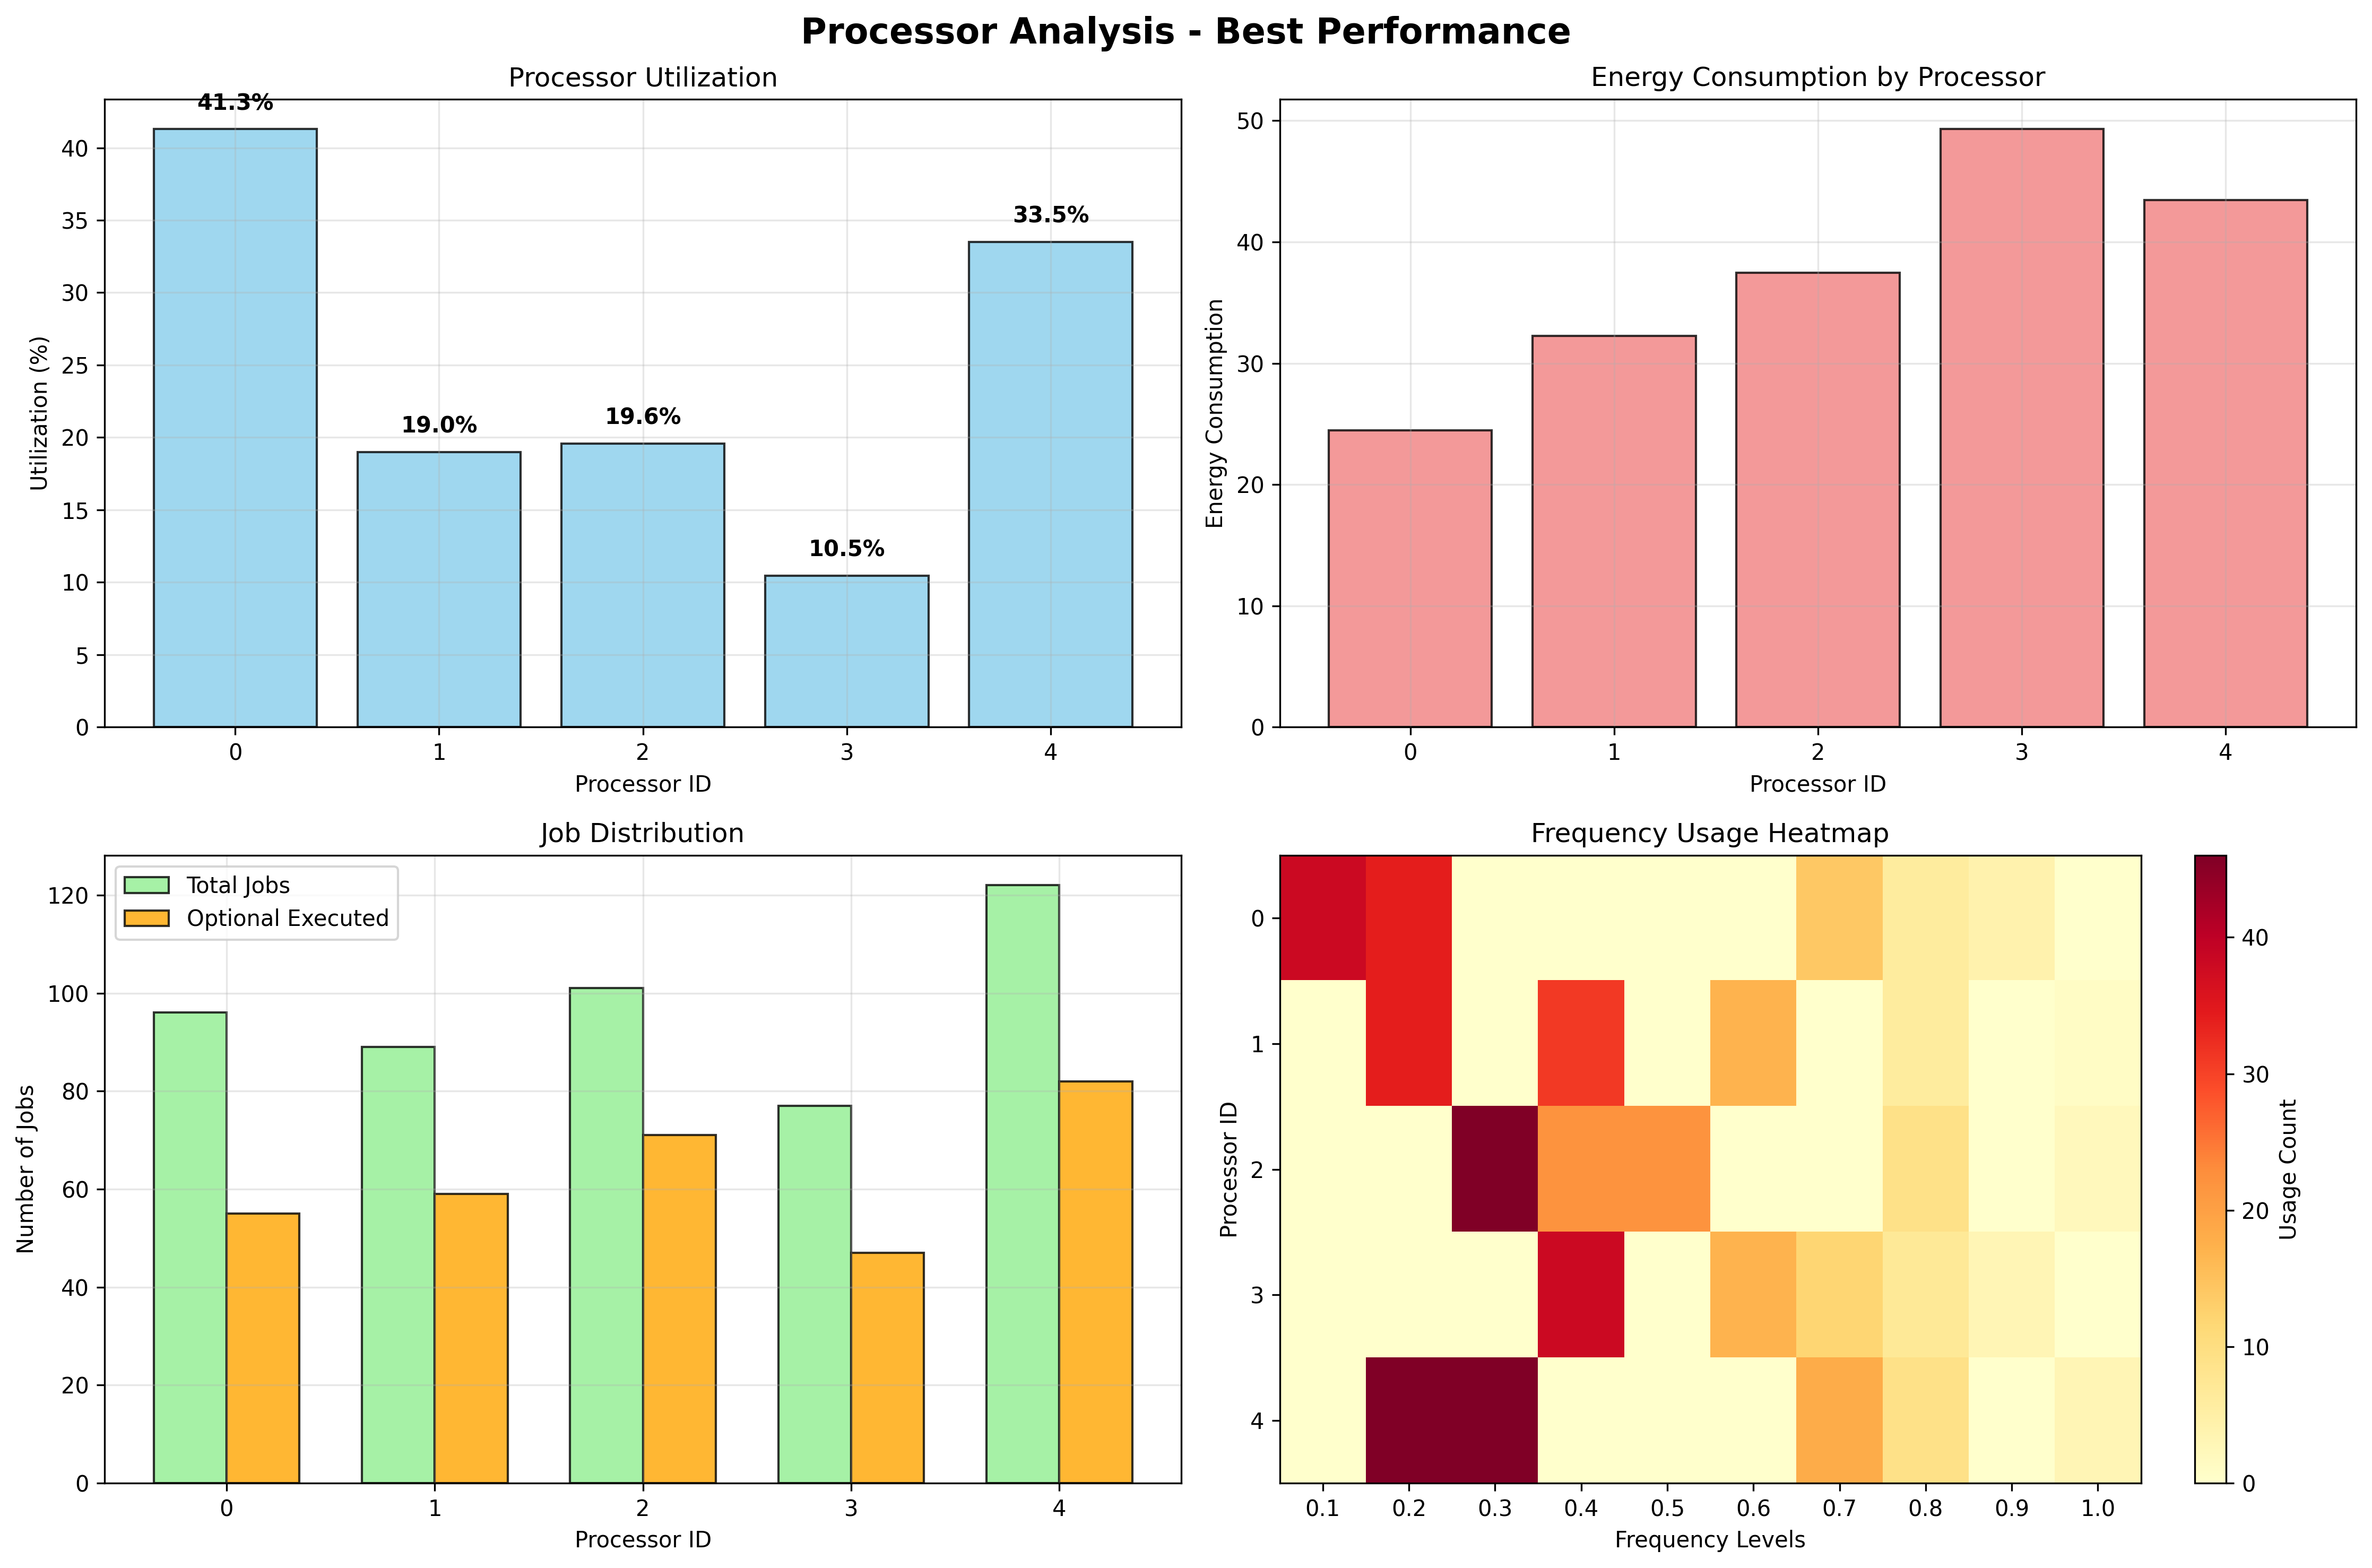 Processor Analysis - Best Performance
Processor Utilization
41.3%
19.0%
19.6%
10.5%
33.5%
40
35
30
25
20
15
10
5
0
Utilization (%)
0 1 2 3 4
Processor ID
Energy Consumption by Processor
50
40
30
20
10
0
Energy Consumption
0 1 2 3 4
Processor ID
Job Distribution
Total Jobs
Optional Executed
120
100
80
60
40
20
0
Number of Jobs
0 1 2 3 4
Processor ID
Frequency Usage Heatmap
0
1
2
3
4
Processor ID
0.1 0.2 0.3 0.4 0.5 0.6 0.7 0.8 0.9 1.0
Frequency Levels
40
30
20
10
0
Usage Count